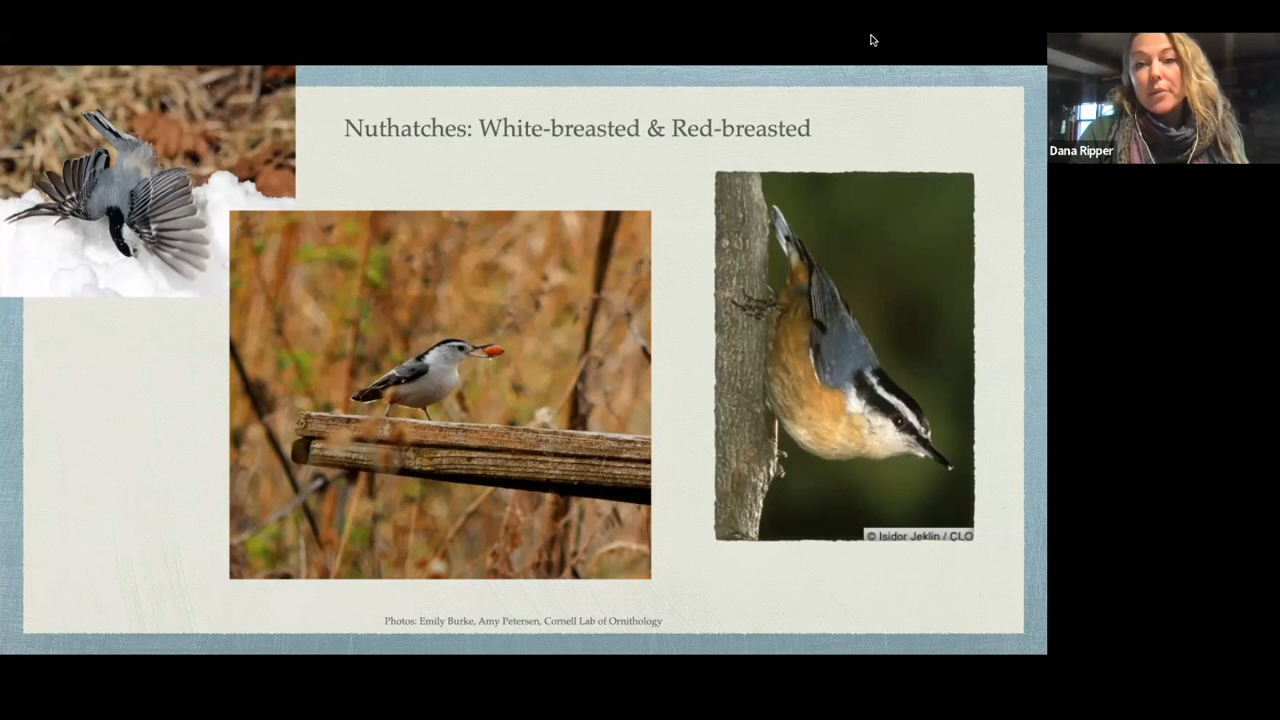 Nuthatches: White-breasted & Red-breasted
Dana Ripper
© Isidor Jeklin / CLO
Photos: Emily Burke, Amy Petersen, Cornell Lab of Ornithology